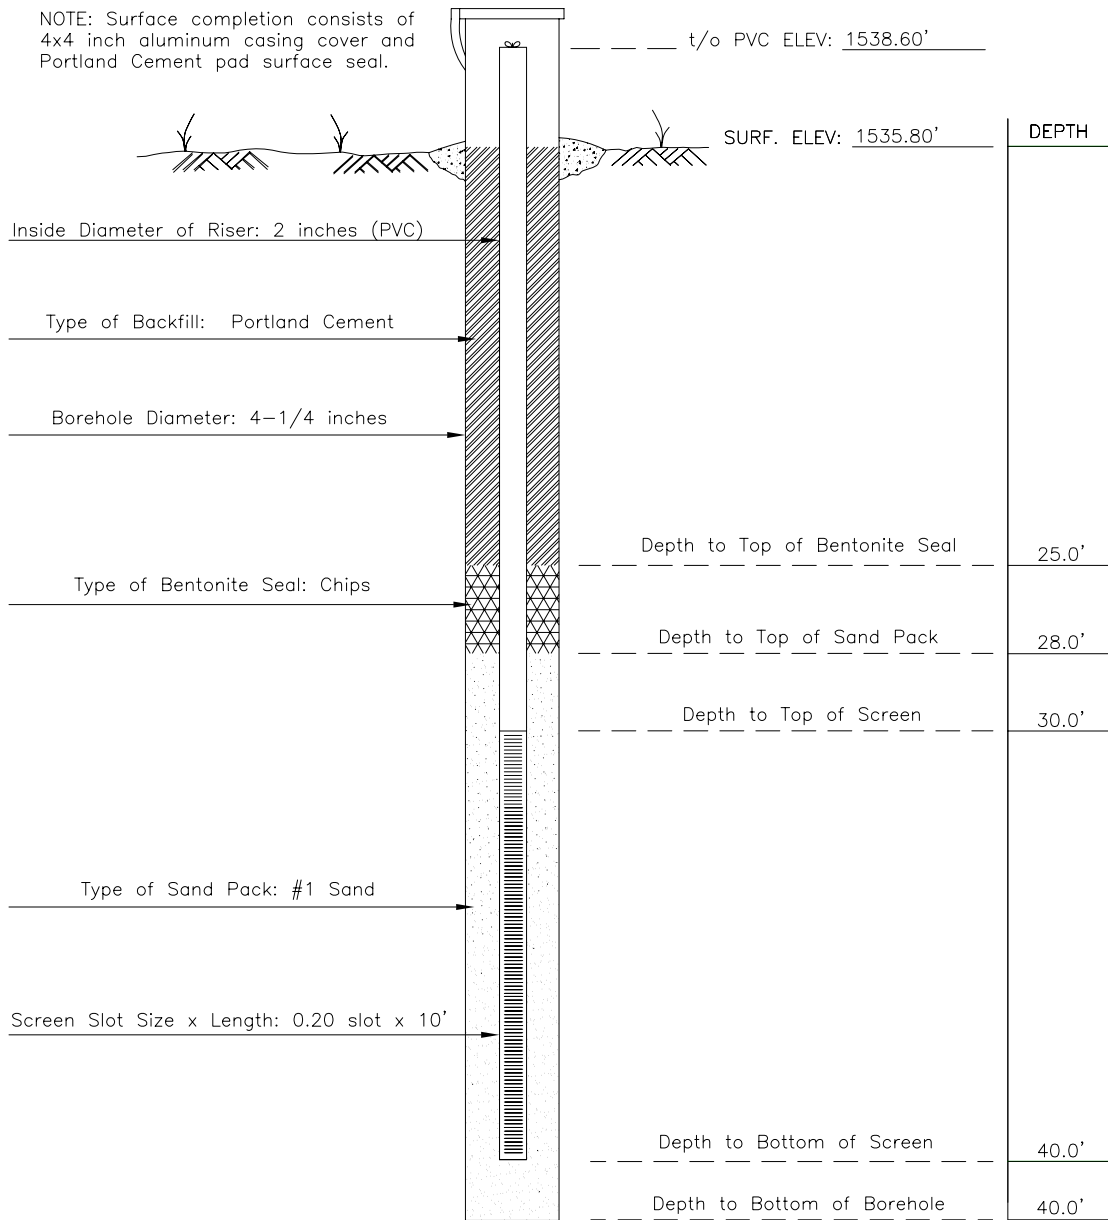 NOTE: Surface completion consists of
4x4 inch aluminum casing cover and
Portland Cement pad surface seal.
t/o PVC ELEV: 1538.60'
SURF. ELEV: 1535.80'
DEPTH
Inside Diameter of Riser: 2 inches (PVC)
Type of Backfill: Portland Cement
Borehole Diameter: 4-1/4 inches
Depth to Top of Bentonite Seal 25.0'
Type of Bentonite Seal: Chips
Depth to Top of Sand Pack 28.0'
Depth to Top of Screen 30.0'
Type of Sand Pack: #1 Sand
Screen Slot Size x Length: 0.20 slot x 10'
Depth to Bottom of Screen 40.0'
Depth to Bottom of Borehole 40.0'